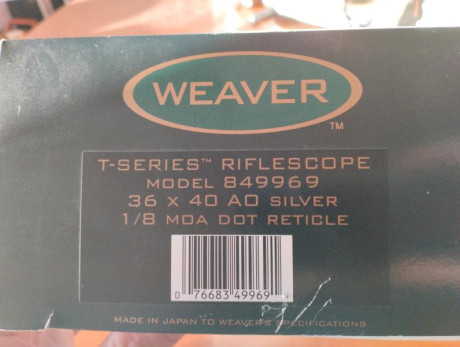 WEAVER
TM
T-SERIES™ RIFLESCOPE
MODEL 849969
36 x 40 AO SILVER
1/8 MOA DOT RETICLE
0 76683 49969
MADE IN JAPAN TO WEAVER'S SPECIFICATIONS